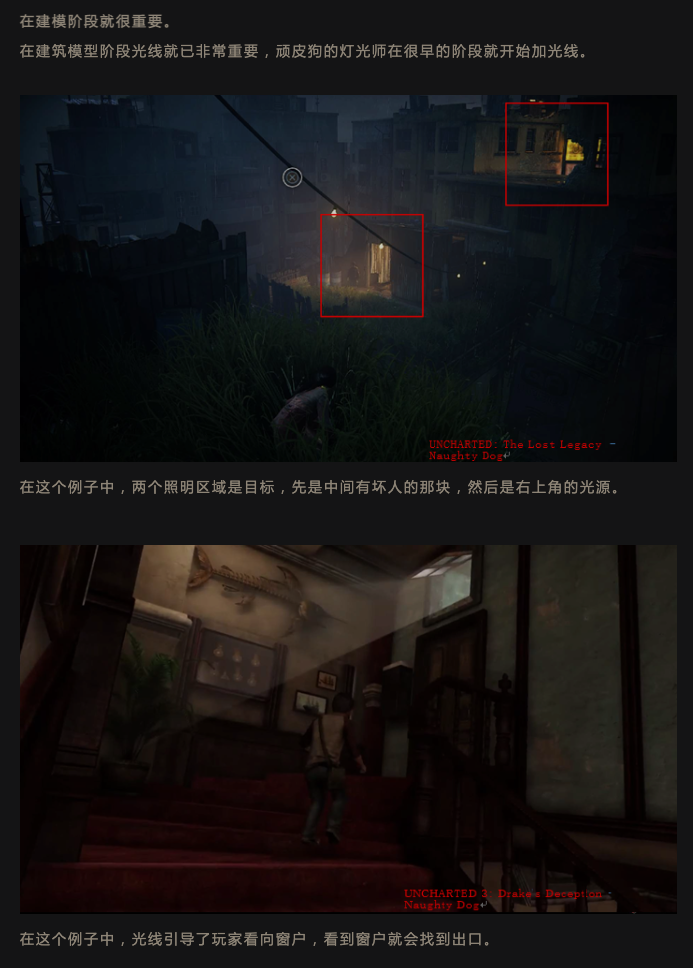 在建模阶段就很重要。
在建筑模型阶段光线就已非常重要，顽皮狗的灯光师在很早的阶段就开始加光线。
UNCHARTED: The Lost Legacy –
Naughty Dog↵
在这个例子中，两个照明区域是目标，先是中间有坏人的那块，然后是右上角的光源。
UNCHARTED 3: Drake's Deception -
Naughty Dog↵
在这个例子中，光线引导了玩家看向窗户，看到窗户就会找到出口。